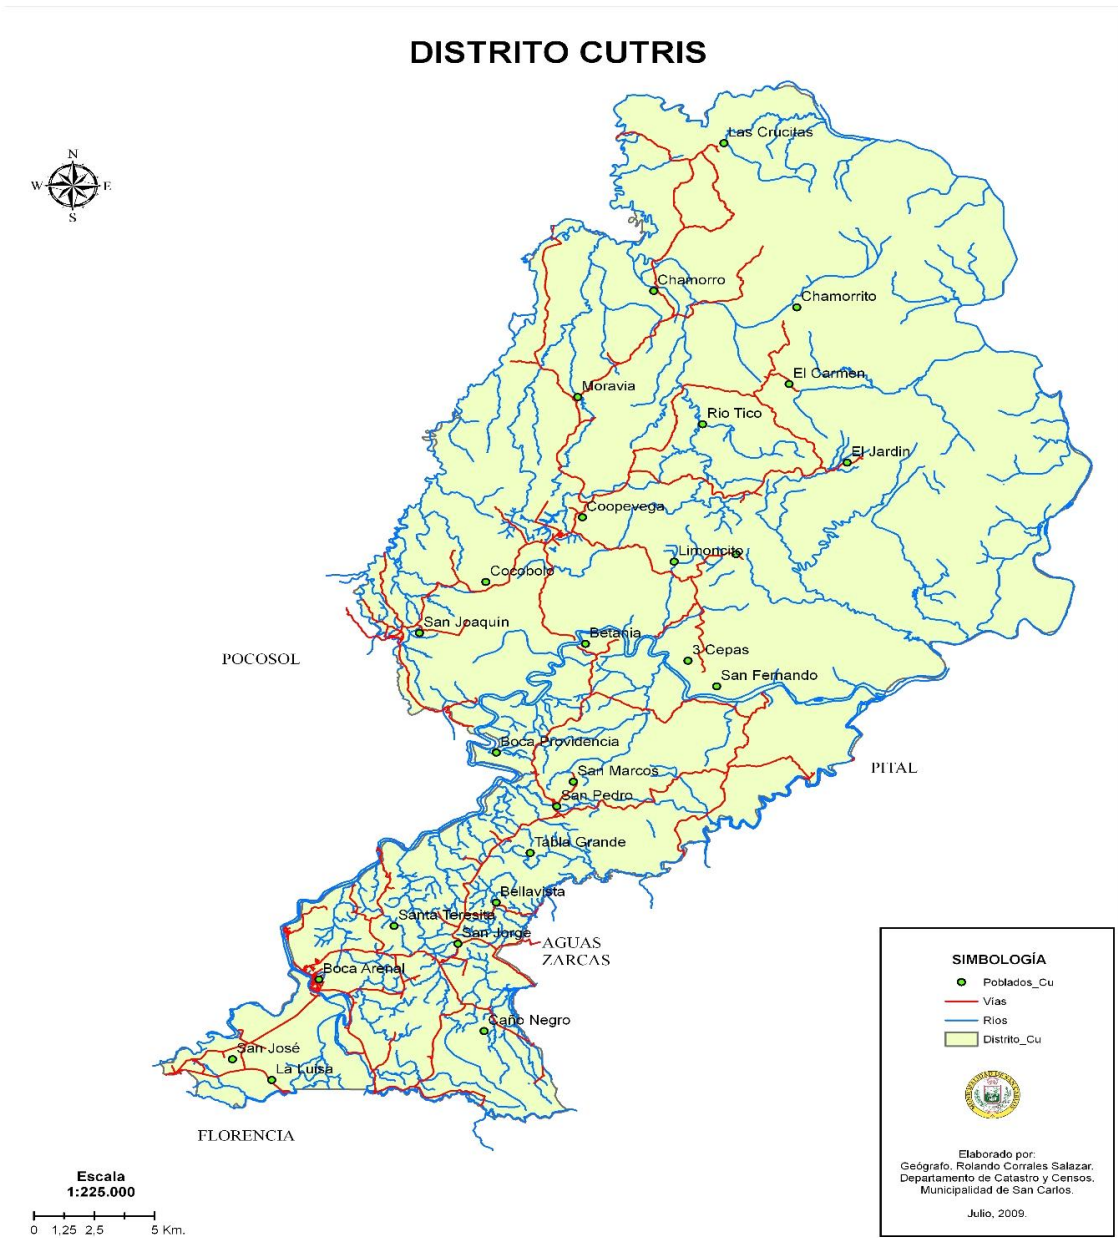 DISTRITO CUTRIS
N
W
E
S
Las Crucitas
Chamorro
Chamorrito
El Carmen
Moravia
Rio Tico
El Jardin
Coopevega
Limoncito
Cocobolo
San Joaquin
Betania
3 Cepas
San Fernando
POCOSOL
Boca Providencia
San Marcos
PITAL
San Pedro
Tabla Grande
Bellavista
Santa Teresita
San Jorge
AGUAS
ZARCAS
Boca Arenal
Caño Negro
San José
La Luisa
FLORENCIA
Escala
1:225.000
0 1,25 2,5 5 Km.
SIMBOLOGÍA
Poblados_Cu
Vías
Rios
Distrito_Cu
Elaborado por:
Geógrafo. Rolando Corrales Salazar.
Departamento de Catastro y Censos.
Municipalidad de San Carlos.
Julio, 2009.